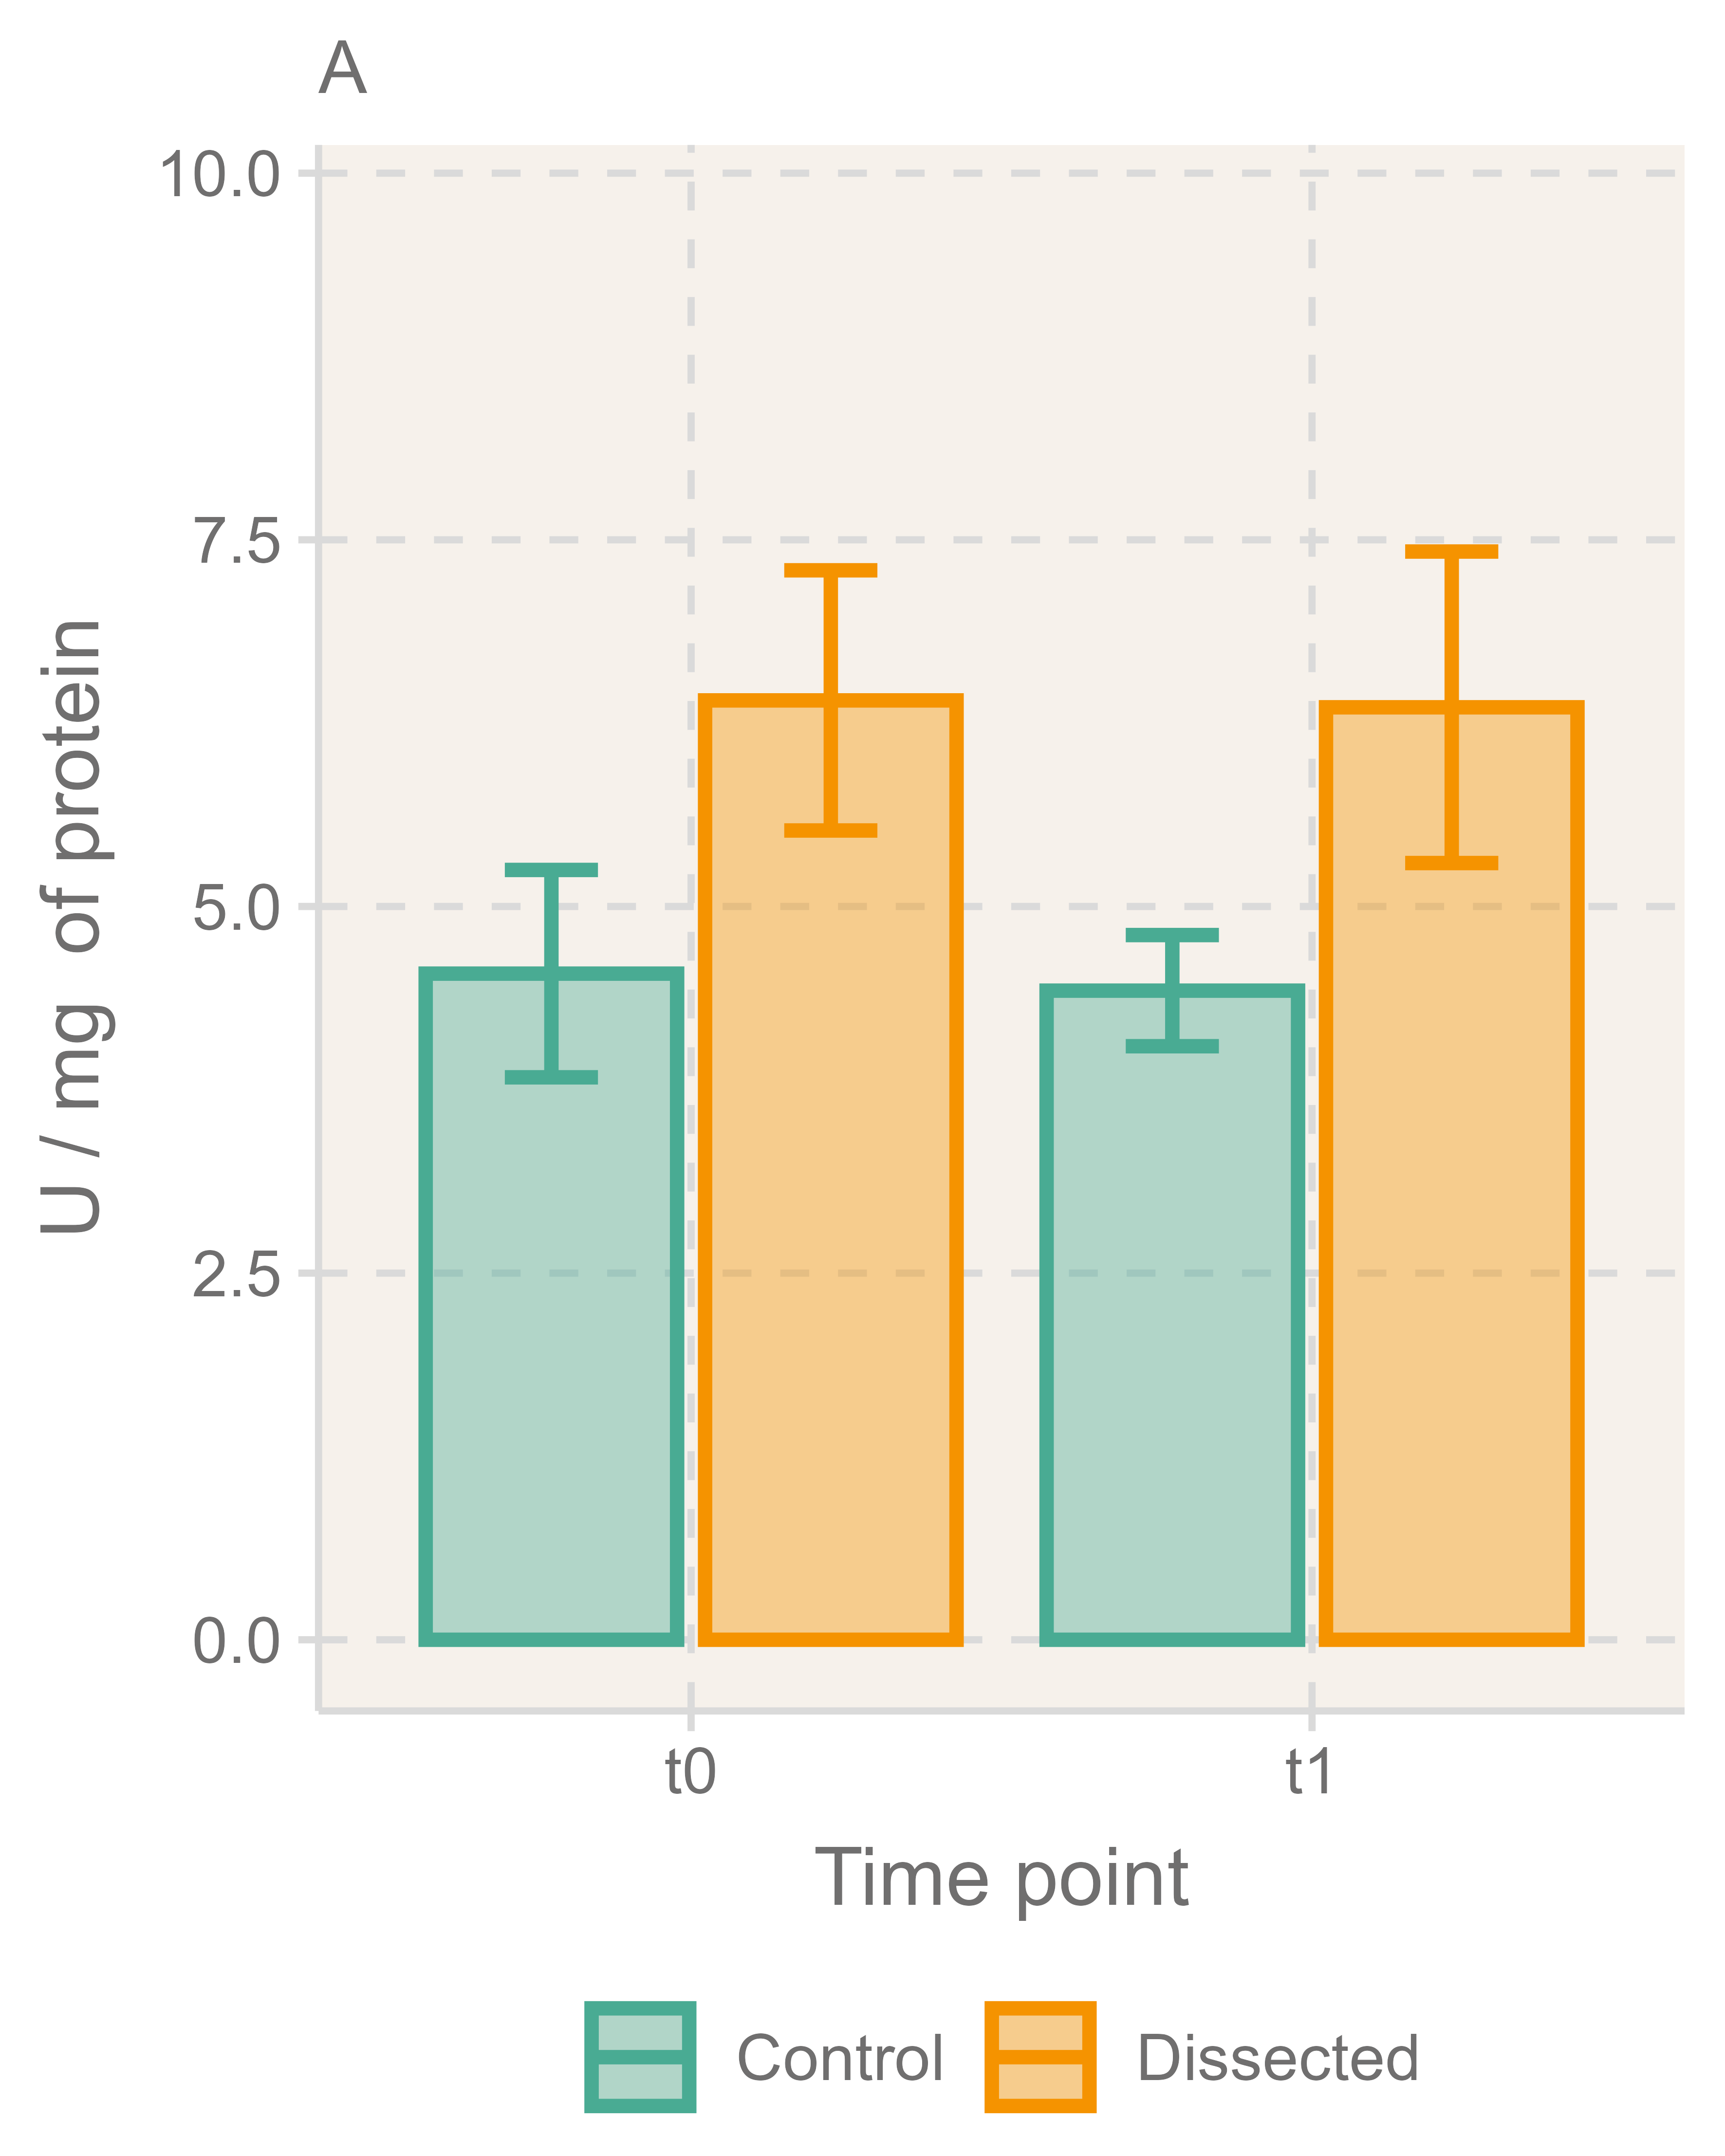 A
10.0
7.5
5.0
2.5
0.0
U / mg of protein
t0
t1
Time point
Control
Dissected